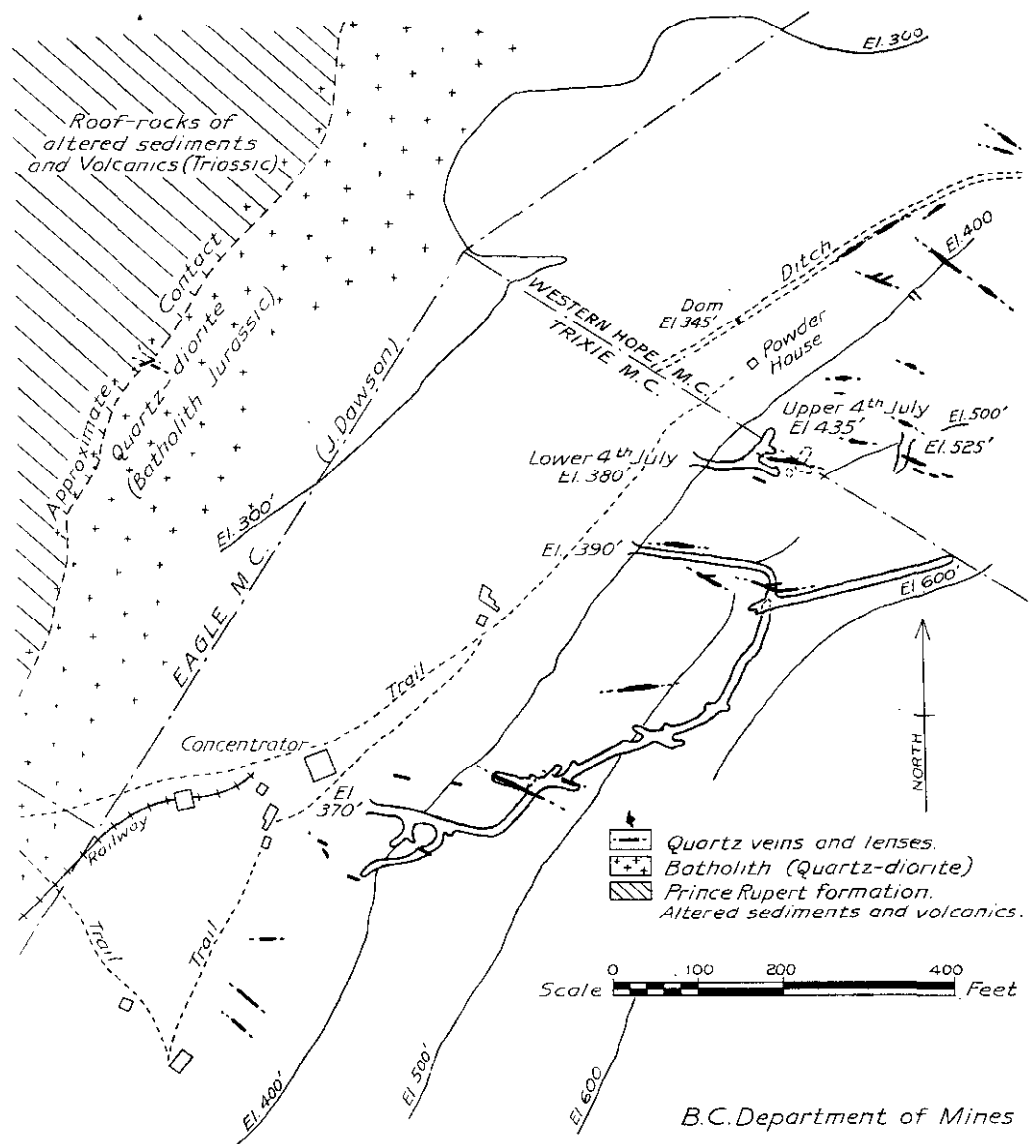 El. 300
Roof-rocks of
altered sediments
and Volcanics (Triassic)
Approximate Contact
Quartz-diorite
(Batholith Jurassic)
El. 300'
EAGLE M. C.
(J. Dawson)
WESTERN HOPE M. C.
TRIXIE M. C.
Ditch
Dam
El. 345'
Powder
House
El. 400
Upper 4th July
El. 435'
El. 500'
El. 525'
Lower 4th July
El. 380'
El. 390'
El 600'
NORTH
Trail
Concentrator
El
370'
Railway
Trail
Trail
Quartz veins and lenses.
Batholith (Quartz-diorite)
Prince Rupert formation.
Altered sediments and volcanics.
0 100 200 400
Scale Feet
El. 400'
El. 500'
El 600
B.C. Department of Mines